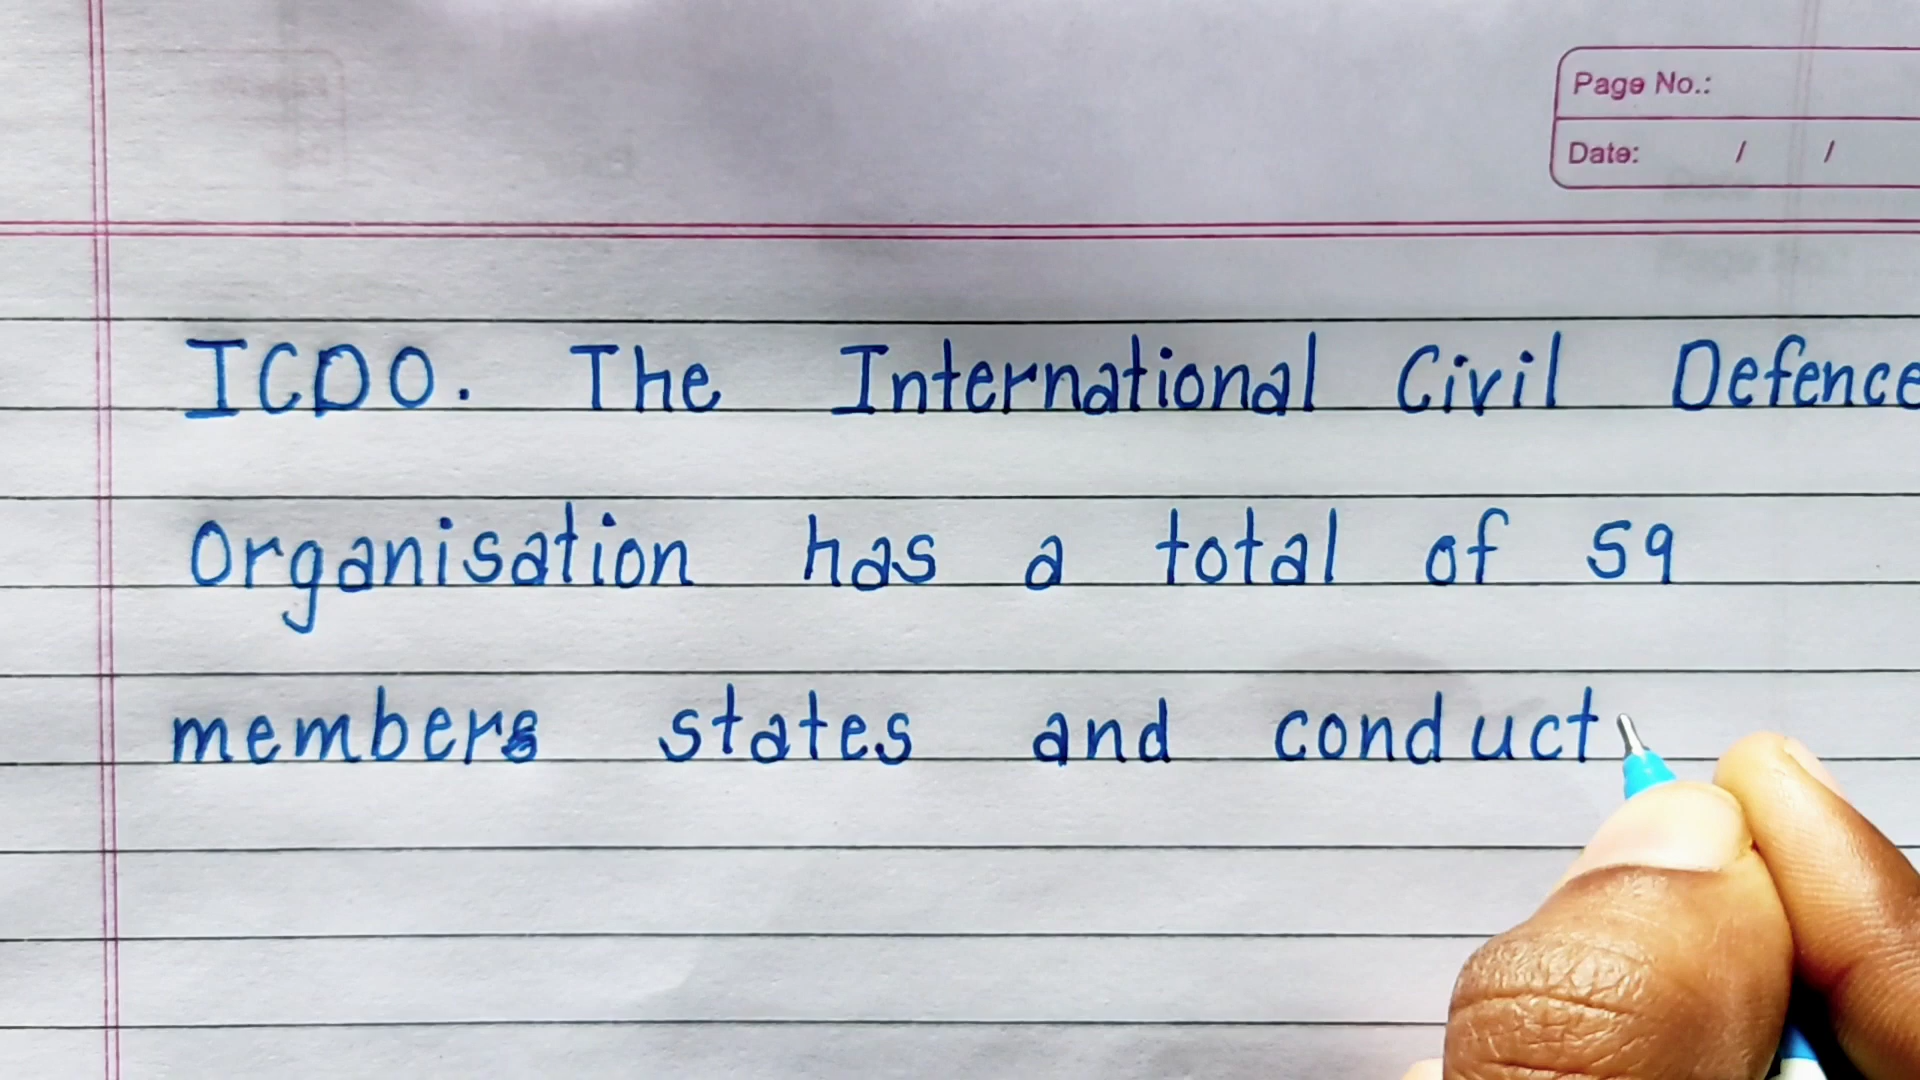 Page No.:
Date: / /
ICDO. The International Civil Defence
Organisation has a total of 59
members states and conduct